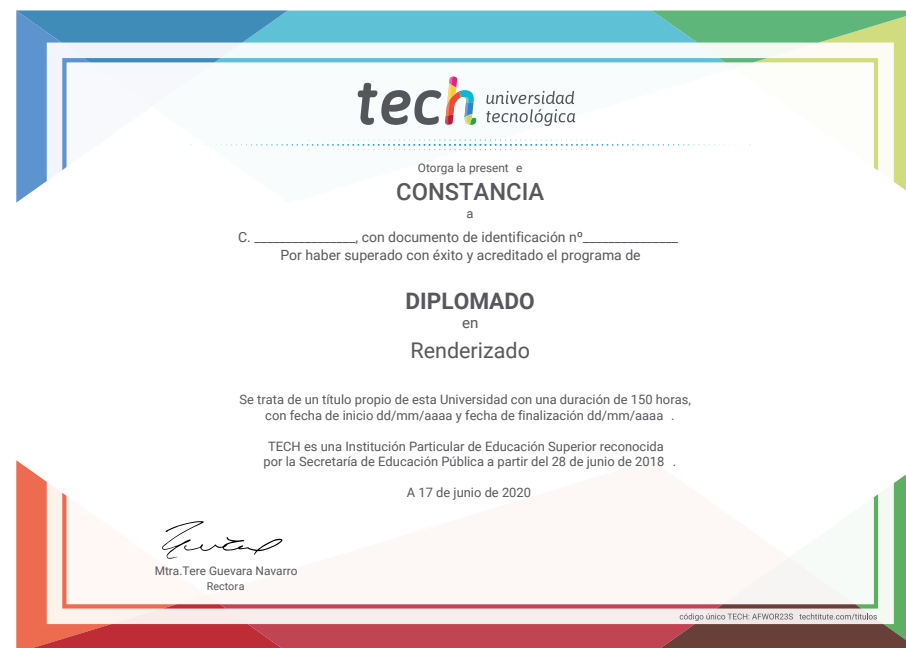 tech universidad
tecnológica
Otorga la present e
CONSTANCIA
a
C. _______________, con documento de identificación nº______________
Por haber superado con éxito y acreditado el programa de
DIPLOMADO
en
Renderizado
Se trata de un título propio de esta Universidad con una duración de 150 horas,
con fecha de inicio dd/mm/aaaa y fecha de finalización dd/mm/aaaa .
TECH es una Institución Particular de Educación Superior reconocida
por la Secretaría de Educación Pública a partir del 28 de junio de 2018 .
A 17 de junio de 2020
Mtra.Tere Guevara Navarro
Rectora
código único TECH: AFWOR23S techtitute.com/titulos